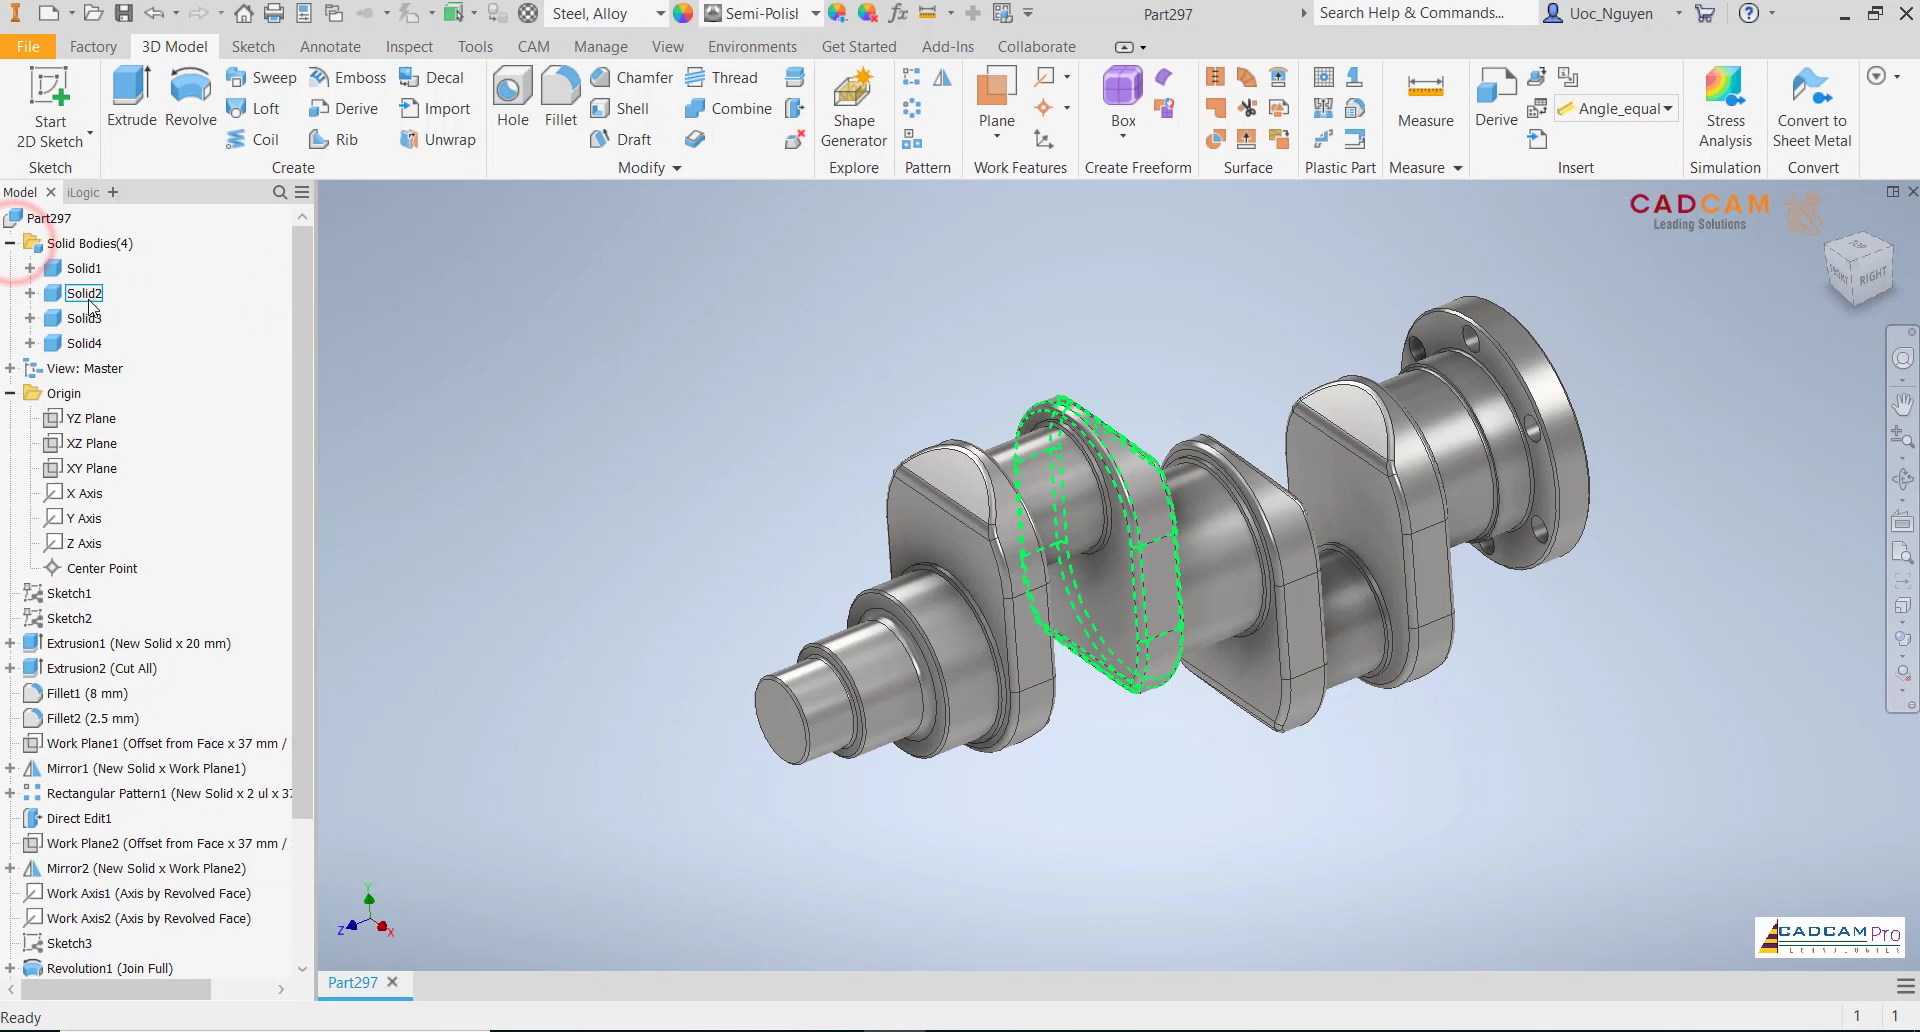 Steel, Alloy
Semi-Polisl
Part297
Search Help & Commands...
Uoc_Nguyen
File
Factory
3D Model
Sketch
Annotate
Inspect
Tools
CAM
Manage
View
Environments
Get Started
Add-Ins
Collaborate
Start
2D Sketch
Extrude
Revolve
Sweep
Loft
Coil
Emboss
Derive
Rib
Decal
Import
Unwrap
Hole
Fillet
Chamfer
Shell
Draft
Thread
Combine
Shape
Generator
Plane
Box
Measure
Derive
Angle_equal
Stress
Analysis
Convert to
Sheet Metal
Sketch
Create
Modify
Explore
Pattern
Work Features
Create Freeform
Surface
Plastic Part
Measure
Insert
Simulation
Convert
Model
iLogic
Part297
Solid Bodies(4)
Solid1
Solid2
Solid3
Solid4
View: Master
Origin
YZ Plane
XZ Plane
XY Plane
X Axis
Y Axis
Z Axis
Center Point
Sketch1
Sketch2
Extrusion1 (New Solid x 20 mm)
Extrusion2 (Cut All)
Fillet1 (8 mm)
Fillet2 (2.5 mm)
Work Plane1 (Offset from Face x 37 mm /
Mirror1 (New Solid x Work Plane1)
Rectangular Pattern1 (New Solid x 2 ul x 37
Direct Edit1
Work Plane2 (Offset from Face x 37 mm /
Mirror2 (New Solid x Work Plane2)
Work Axis1 (Axis by Revolved Face)
Work Axis2 (Axis by Revolved Face)
Sketch3
Revolution1 (Join Full)
CADCAM
Leading Solutions
TOP
FRONT
RIGHT
Y
Z
X
CADCAM Pro
Part297
Ready
1
1